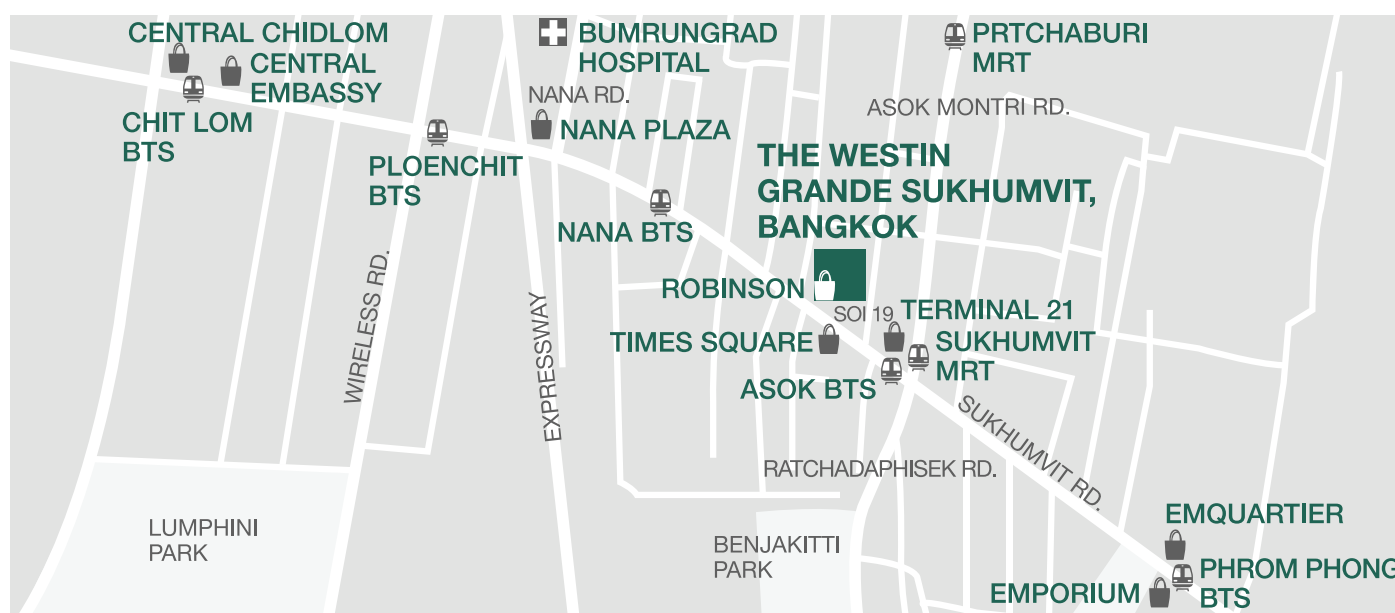 CENTRAL CHIDLOM
CENTRAL
EMBASSY
CHIT LOM
BTS
PLOENCHIT
BTS
BUMRUNGRAD
HOSPITAL
NANA RD.
NANA PLAZA
NANA BTS
PRTCHABURI
MRT
ASOK MONTRI RD.
THE WESTIN
GRANDE SUKHUMVIT,
BANGKOK
ROBINSON
SOI 19
TERMINAL 21
TIMES SQUARE
SUKHUMVIT
MRT
ASOK BTS
WIRELESS RD.
EXPRESSWAY
SUKHUMVIT RD.
RATCHADAPHISEK RD.
LUMPHINI
PARK
BENJAKITTI
PARK
EMQUARTIER
EMPORIUM
PHROM PHONG
BTS